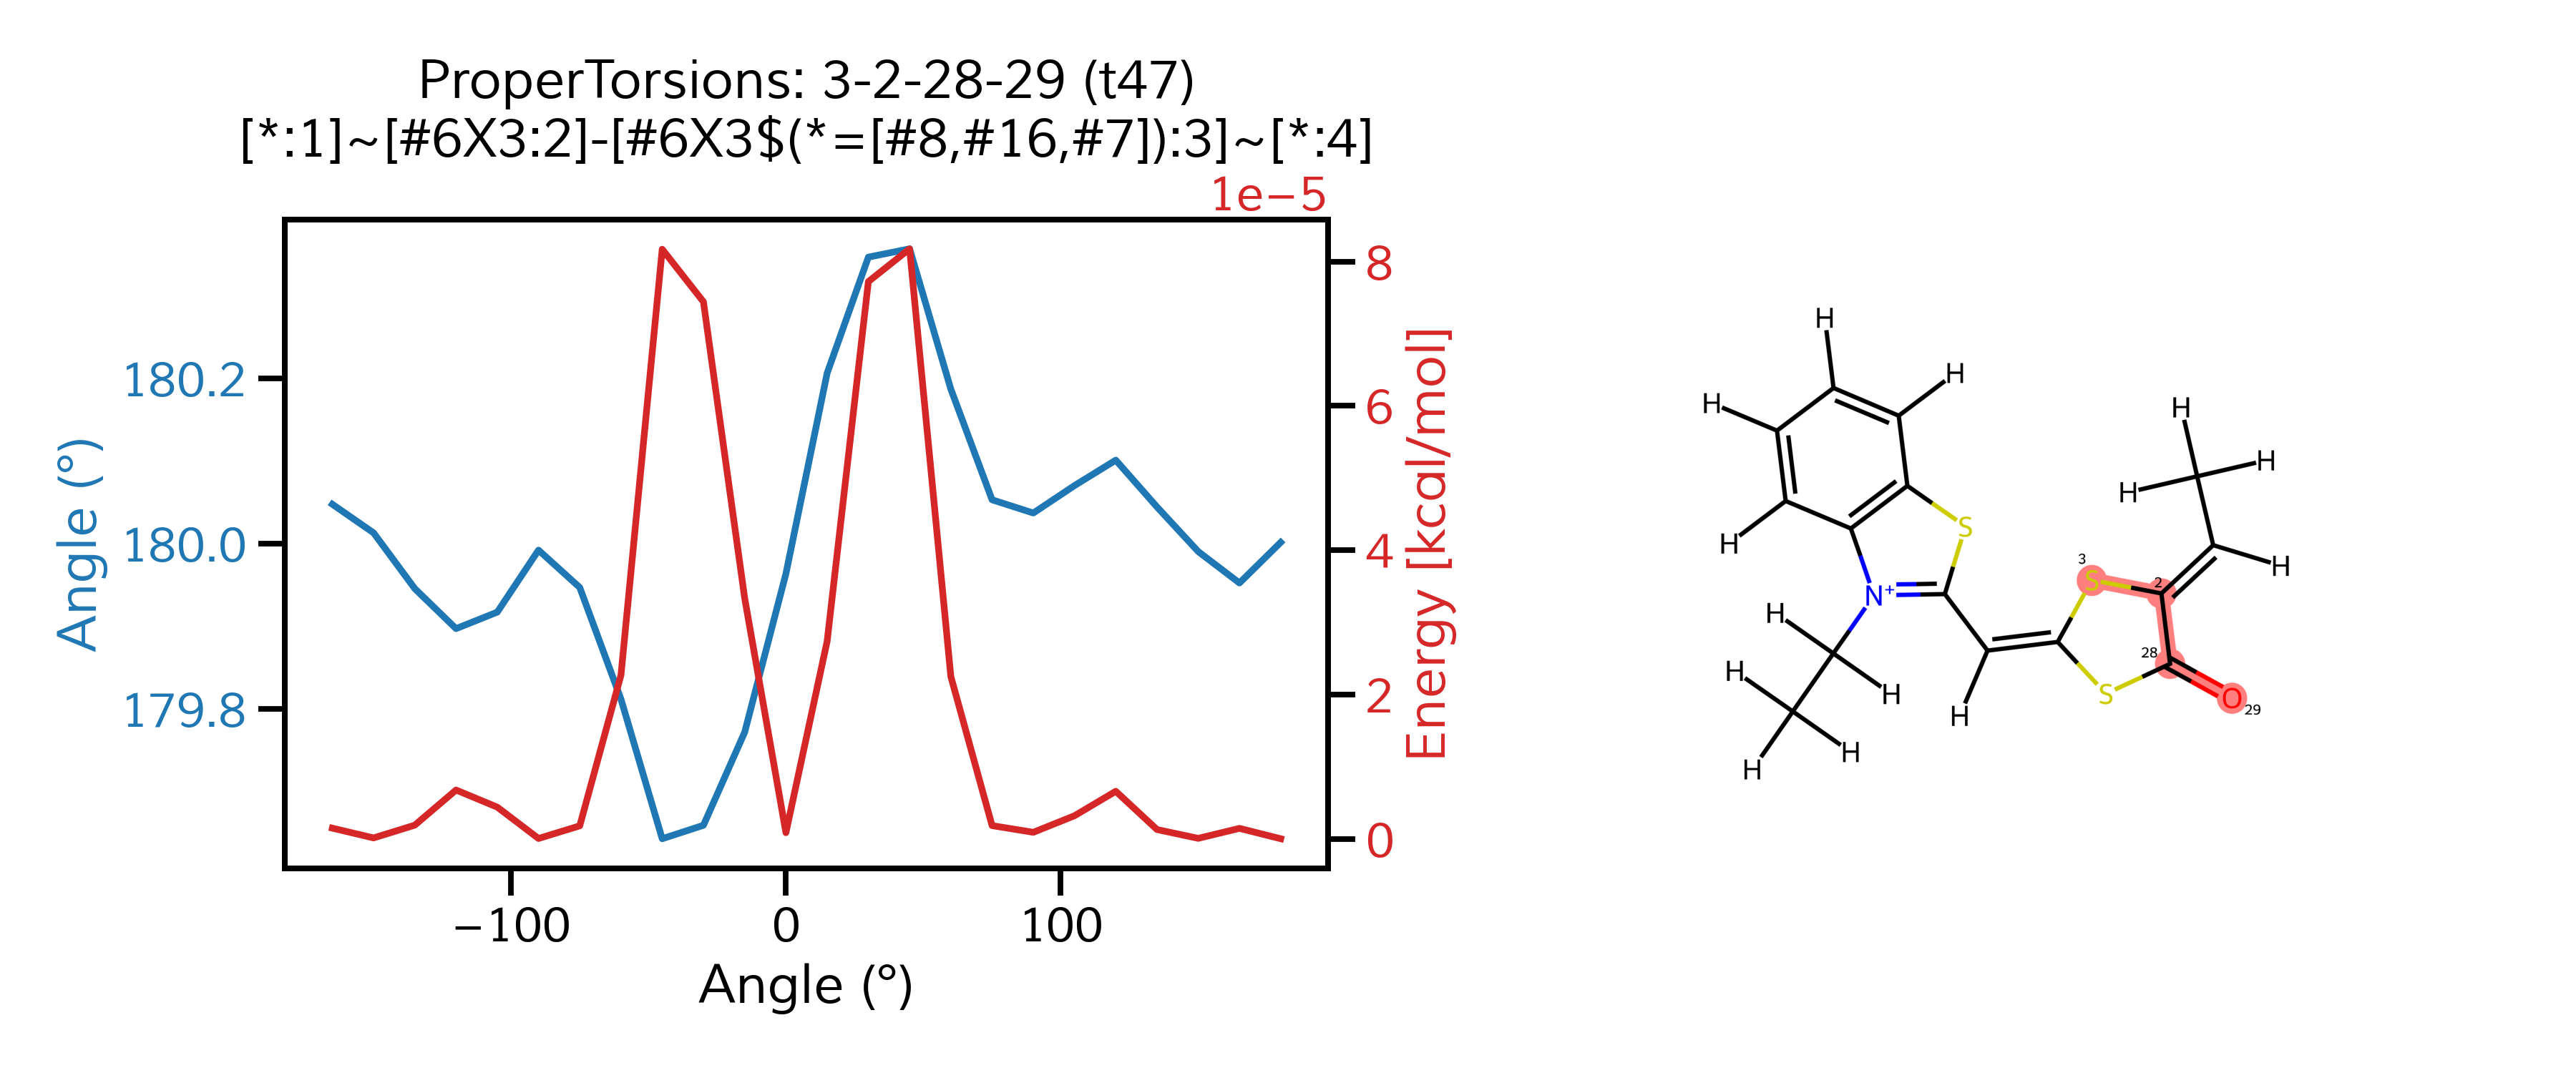 ProperTorsions: 3-2-28-29 (t47)
[*:1]~[#6X3:2]-[#6X3$(*=[#8,#16,#7]):3]~[*:4]
1e−5
Angle (°)
180.2
180.0
179.8
8
6
4
2
0
Energy [kcal/mol]
−100
0
100
Angle (°)
H
H
H
H
H
H
H
H
S
3
S
2
N+
H
H
28
H
H
S
O
29
H
H
H